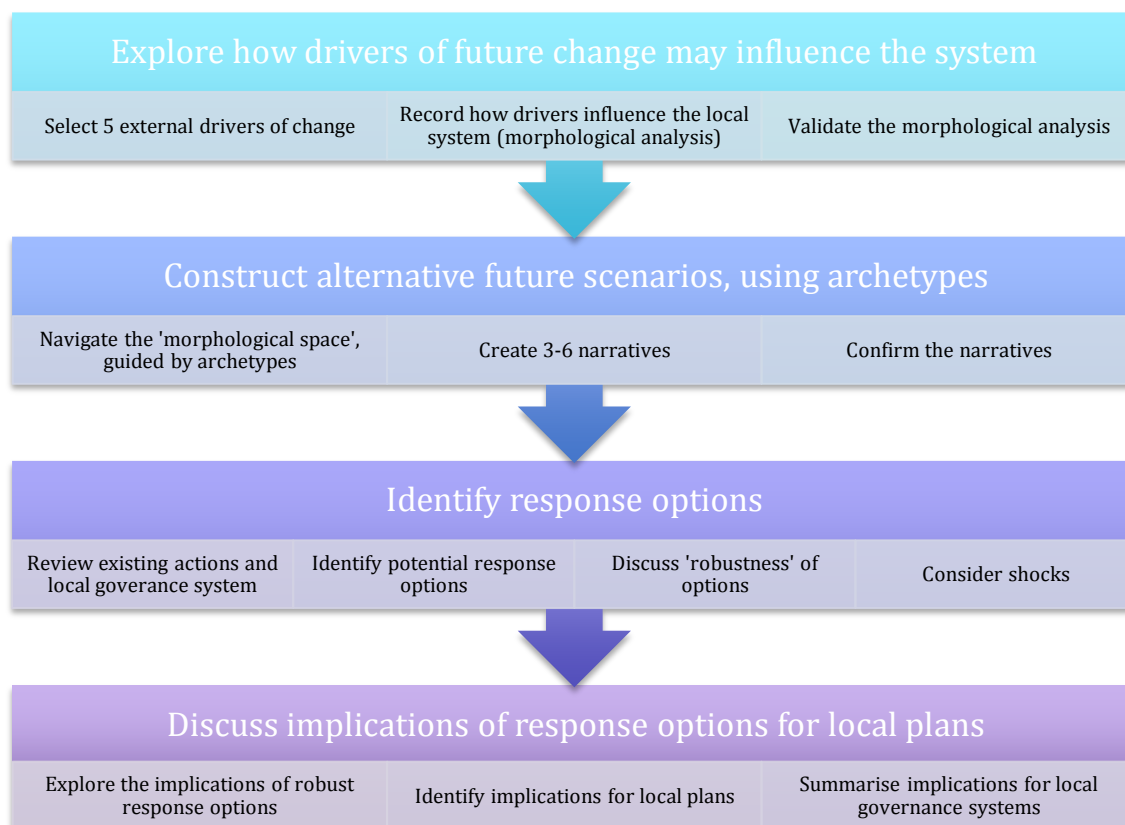 Explore how drivers of future change may influence the system
Select 5 external drivers of change
Record how drivers influence the local
system (morphological analysis)
Validate the morphological analysis
Construct alternative future scenarios, using archetypes
Navigate the 'morphological space',
guided by archetypes
Create 3-6 narratives
Confirm the narratives
Identify response options
Review existing actions and
local goverance system
Identify potential response
options
Discuss 'robustness' of
options
Consider shocks
Discuss implications of response options for local plans
Explore the implications of robust
response options
Identify implications for local plans
Summarise implications for local
governance systems